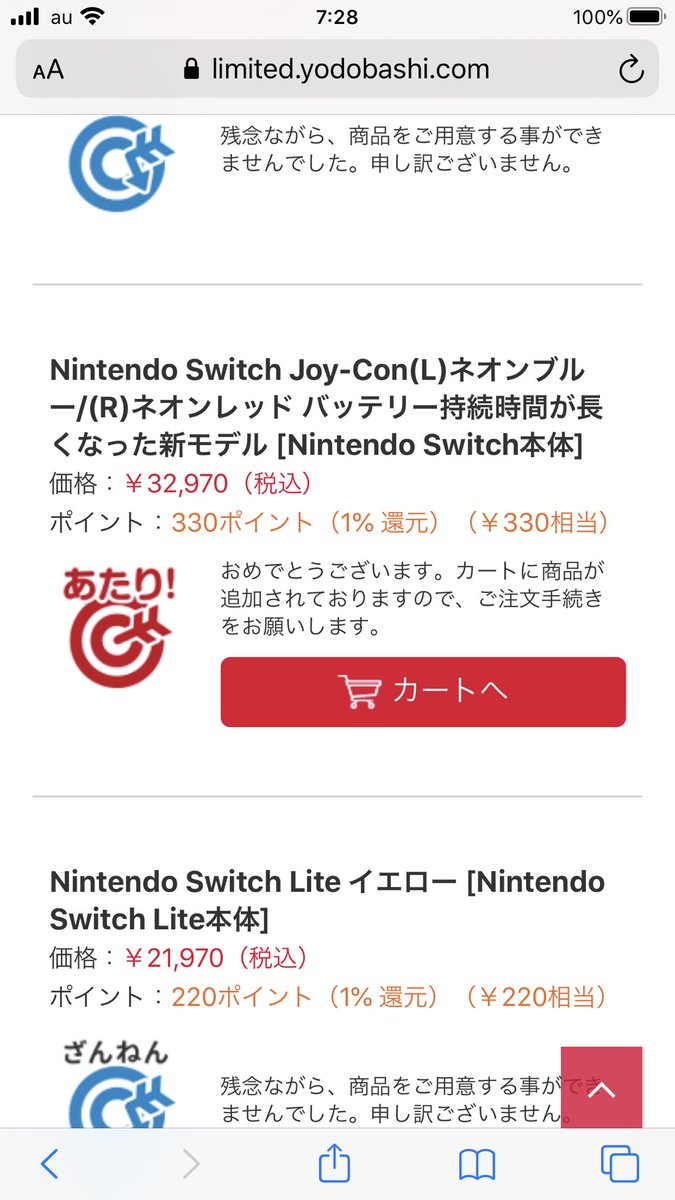 au 7:28 100%
AA limited.yodobashi.com
残念ながら、商品をご用意する事ができ
ませんでした。申し訳ございません。
Nintendo Switch Joy-Con(L)ネオンブル
ー/(R)ネオンレッド バッテリー持続時間が長
くなった新モデル [Nintendo Switch本体]
価格：￥32,970（税込）
ポイント：330ポイント（1% 還元）（￥330相当）
あたり!
おめでとうございます。カートに商品が
追加されておりますので、ご注文手続き
をお願いします。
カートへ
Nintendo Switch Lite イエロー [Nintendo
Switch Lite本体]
価格：￥21,970（税込）
ポイント：220ポイント（1% 還元）（￥220相当）
ざんねん
残念ながら、商品をご用意する事ができ
ませんでした。申し訳ございません。